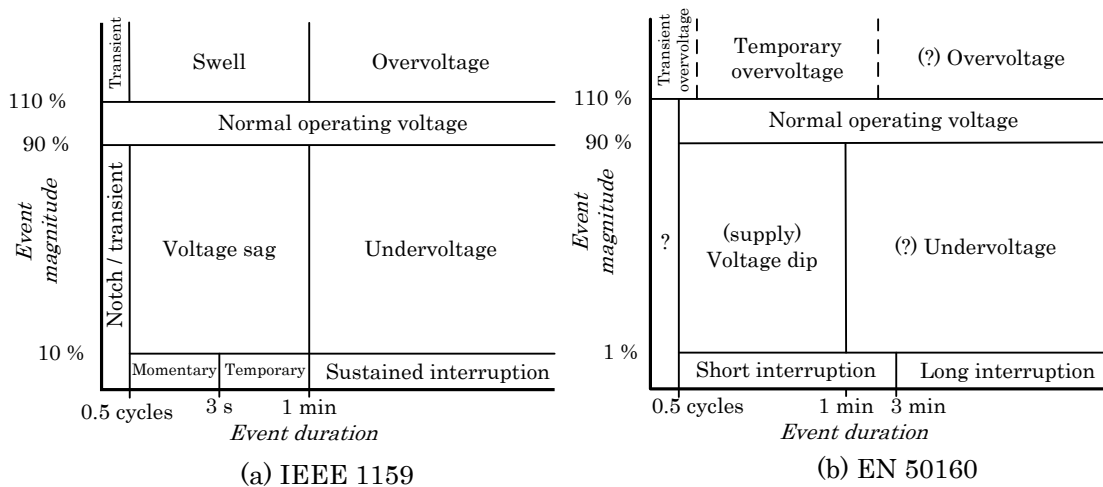 Transient
Swell
Overvoltage
110 %
Normal operating voltage
90 %
Event
magnitude
Notch / transient
Voltage sag
Undervoltage
10 %
Momentary
Temporary
Sustained interruption
0.5 cycles
3 s
1 min
Event duration
(a) IEEE 1159
Transient
overvoltage
Temporary
overvoltage
(?) Overvoltage
110 %
Normal operating voltage
90 %
Event
magnitude
?
(supply)
Voltage dip
(?) Undervoltage
1 %
Short interruption
Long interruption
0.5 cycles
1 min
3 min
Event duration
(b) EN 50160